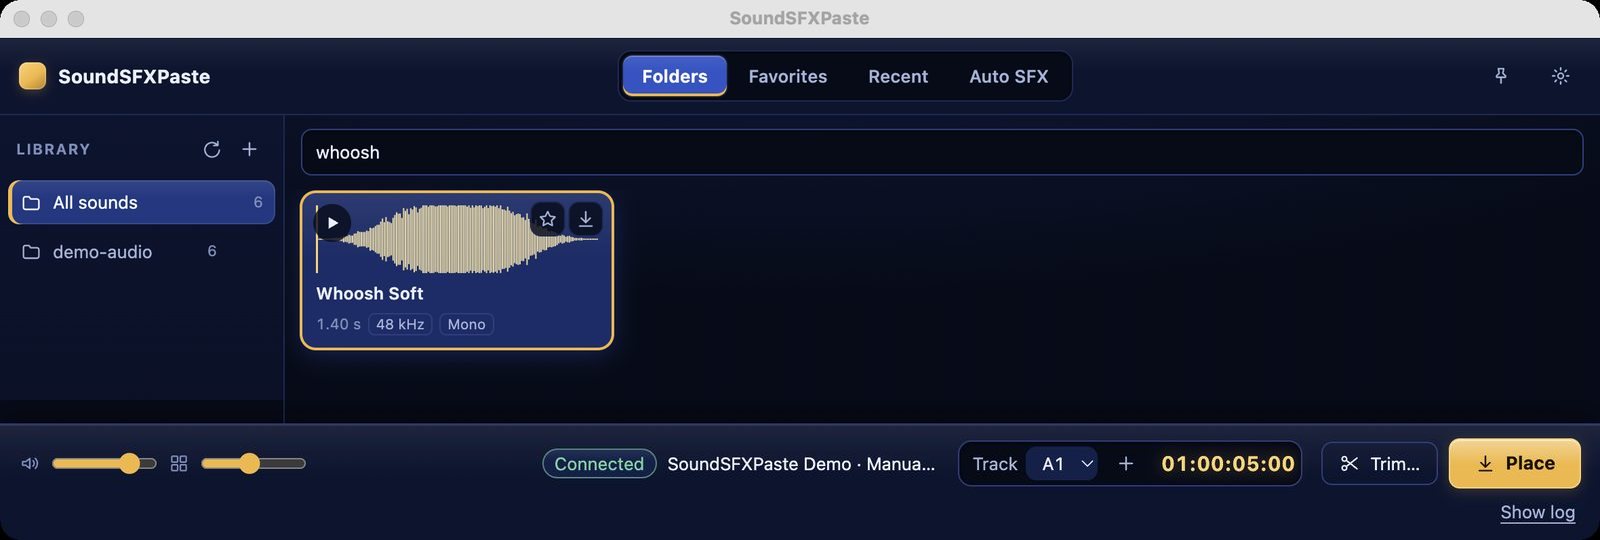 SoundSFXPaste
SoundSFXPaste
Folders
Favorites
Recent
Auto SFX
LIBRARY
All sounds 6
demo-audio 6
whoosh
Whoosh Soft
1.40 s 48 kHz Mono
Connected
SoundSFXPaste Demo · Manua...
Track A1 01:00:05:00
Trim...
Place
Show log